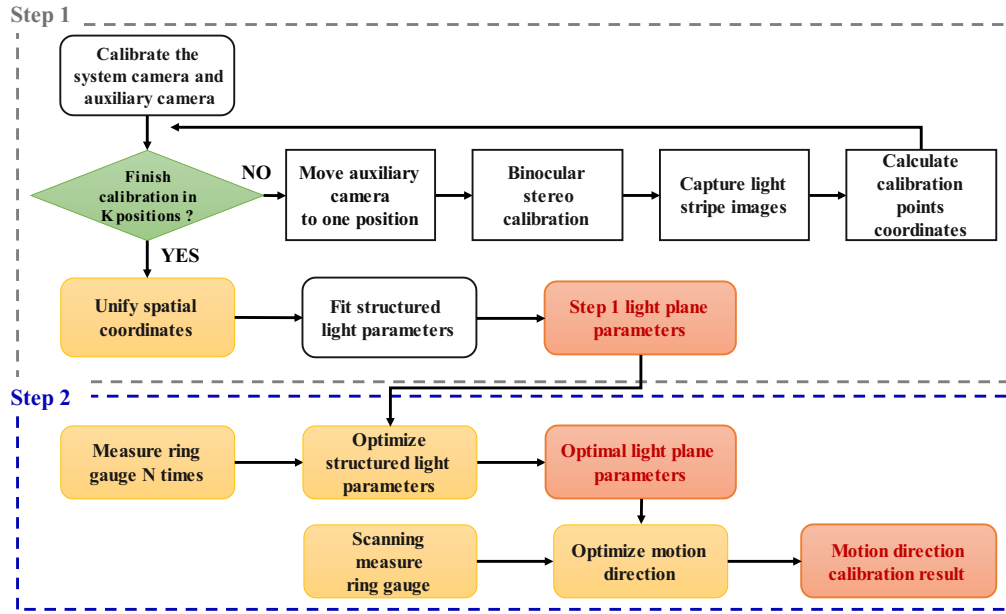 Step 1
Calibrate the
system camera and
auxiliary camera
Finish
calibration in
K positions ?
NO
YES
Move auxiliary
camera
to one position
Binocular
stereo
calibration
Capture light
stripe images
Calculate
calibration
points
coordinates
Unify spatial
coordinates
Fit structured
light parameters
Step 1 light plane
parameters
Step 2
Measure ring
gauge N times
Optimize
structured light
parameters
Optimal light plane
parameters
Scanning
measure
ring gauge
Optimize motion
direction
Motion direction
calibration result